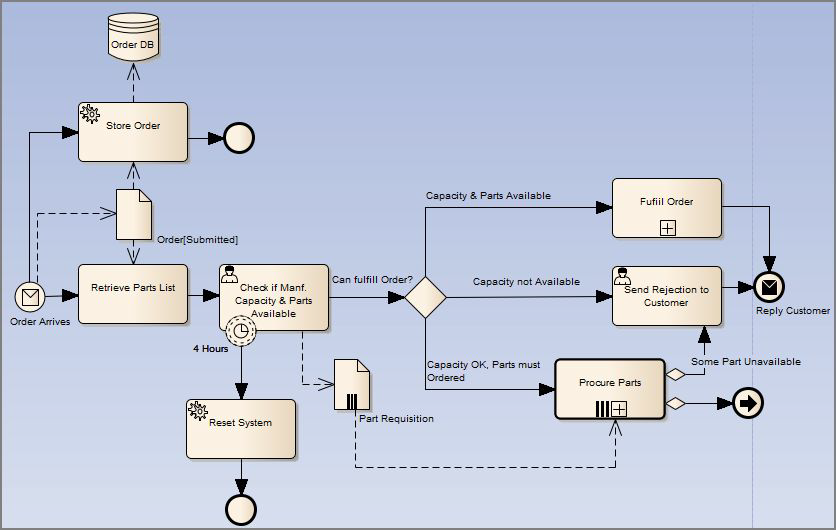 Order DB
Store Order
Order[Submitted]
Order Arrives
Retrieve Parts List
Check if Manf.
Capacity & Parts
Available
4 Hours
Reset System
Can fulfill Order?
Capacity & Parts Available
Capacity not Available
Capacity OK, Parts must
Ordered
Part Requisition
Fufiil Order
Send Rejection to
Customer
Reply Customer
Some Part Unavailable
Procure Parts